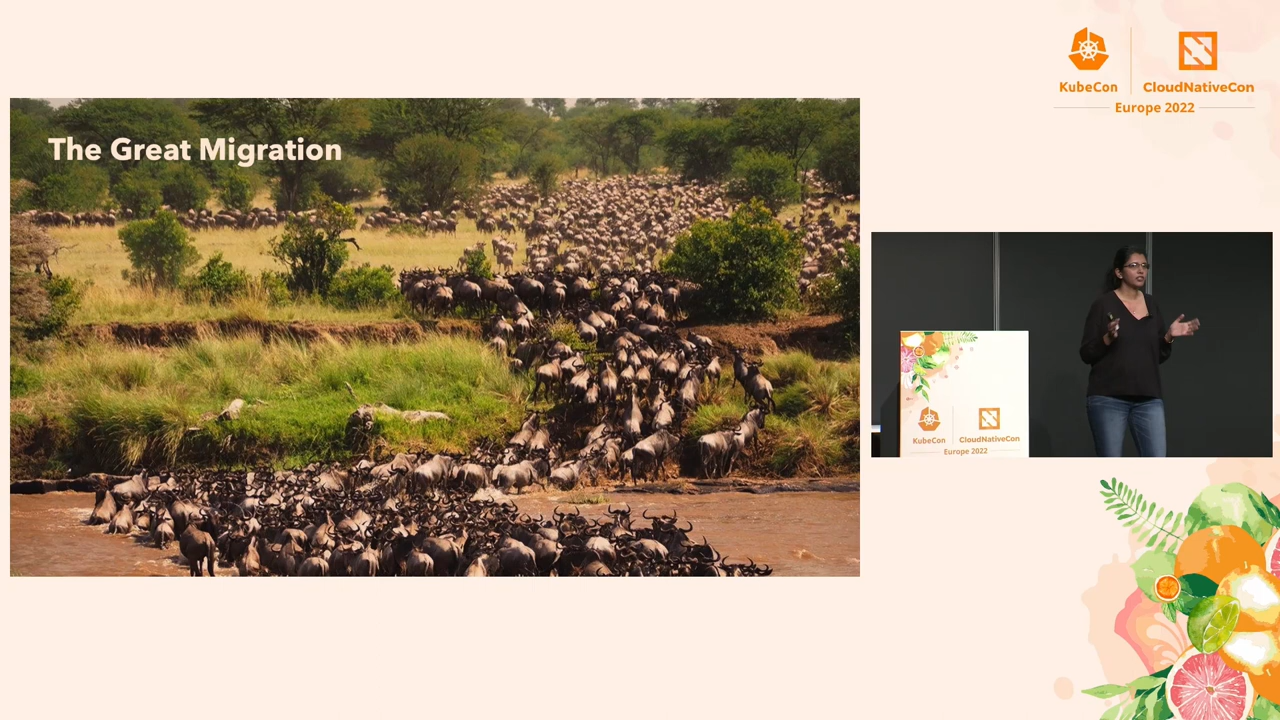 The Great Migration
KubeCon
CloudNativeCon
Europe 2022
KubeCon
CloudNativeCon
Europe 2022